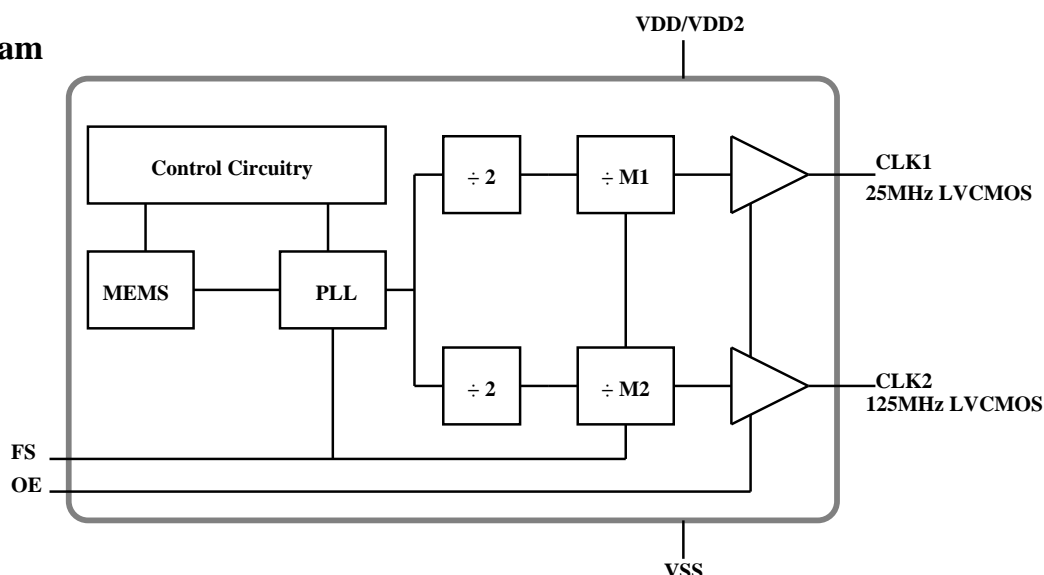 am
VDD/VDD2
Control Circuitry
÷ 2
÷ M1
CLK1
25MHz LVCMOS
MEMS
PLL
÷ 2
÷ M2
CLK2
125MHz LVCMOS
FS
OE
VSS